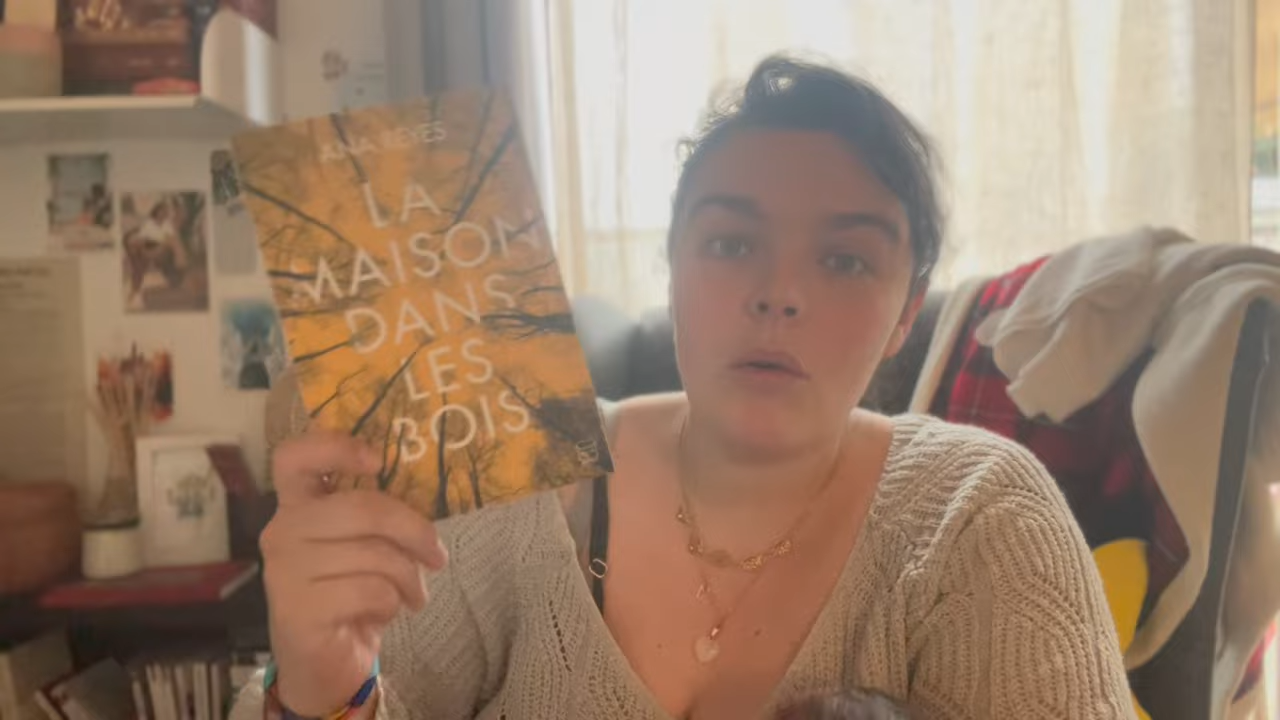 ANA REYES
LA
MAISON
DANS
LES
BOIS